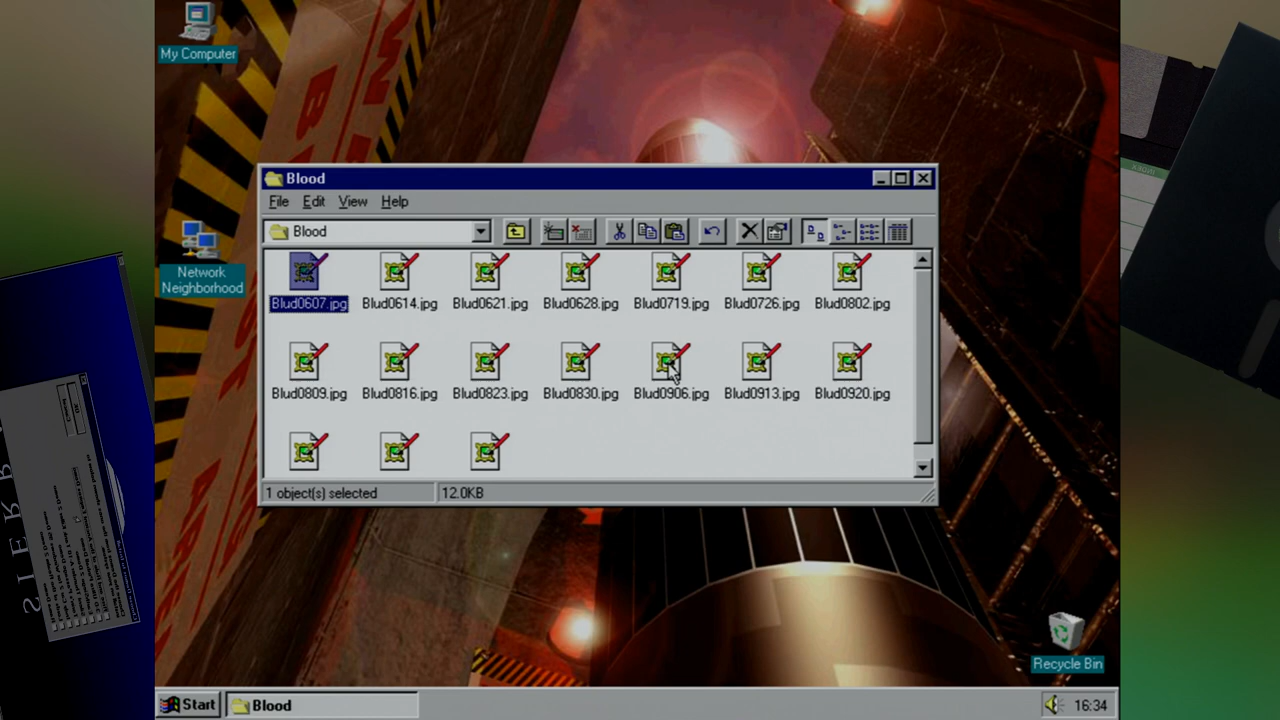 My Computer
Blood
File Edit View Help
Blood
Network
Neighborhood
Blud0607.jpg Blud0614.jpg Blud0621.jpg Blud0628.jpg Blud0719.jpg Blud0726.jpg Blud0802.jpg
Blud0809.jpg Blud0816.jpg Blud0823.jpg Blud0830.jpg Blud0906.jpg Blud0913.jpg Blud0920.jpg
1 object(s) selected 12.0KB
Recycle Bin
Start Blood 16:34
SIERR